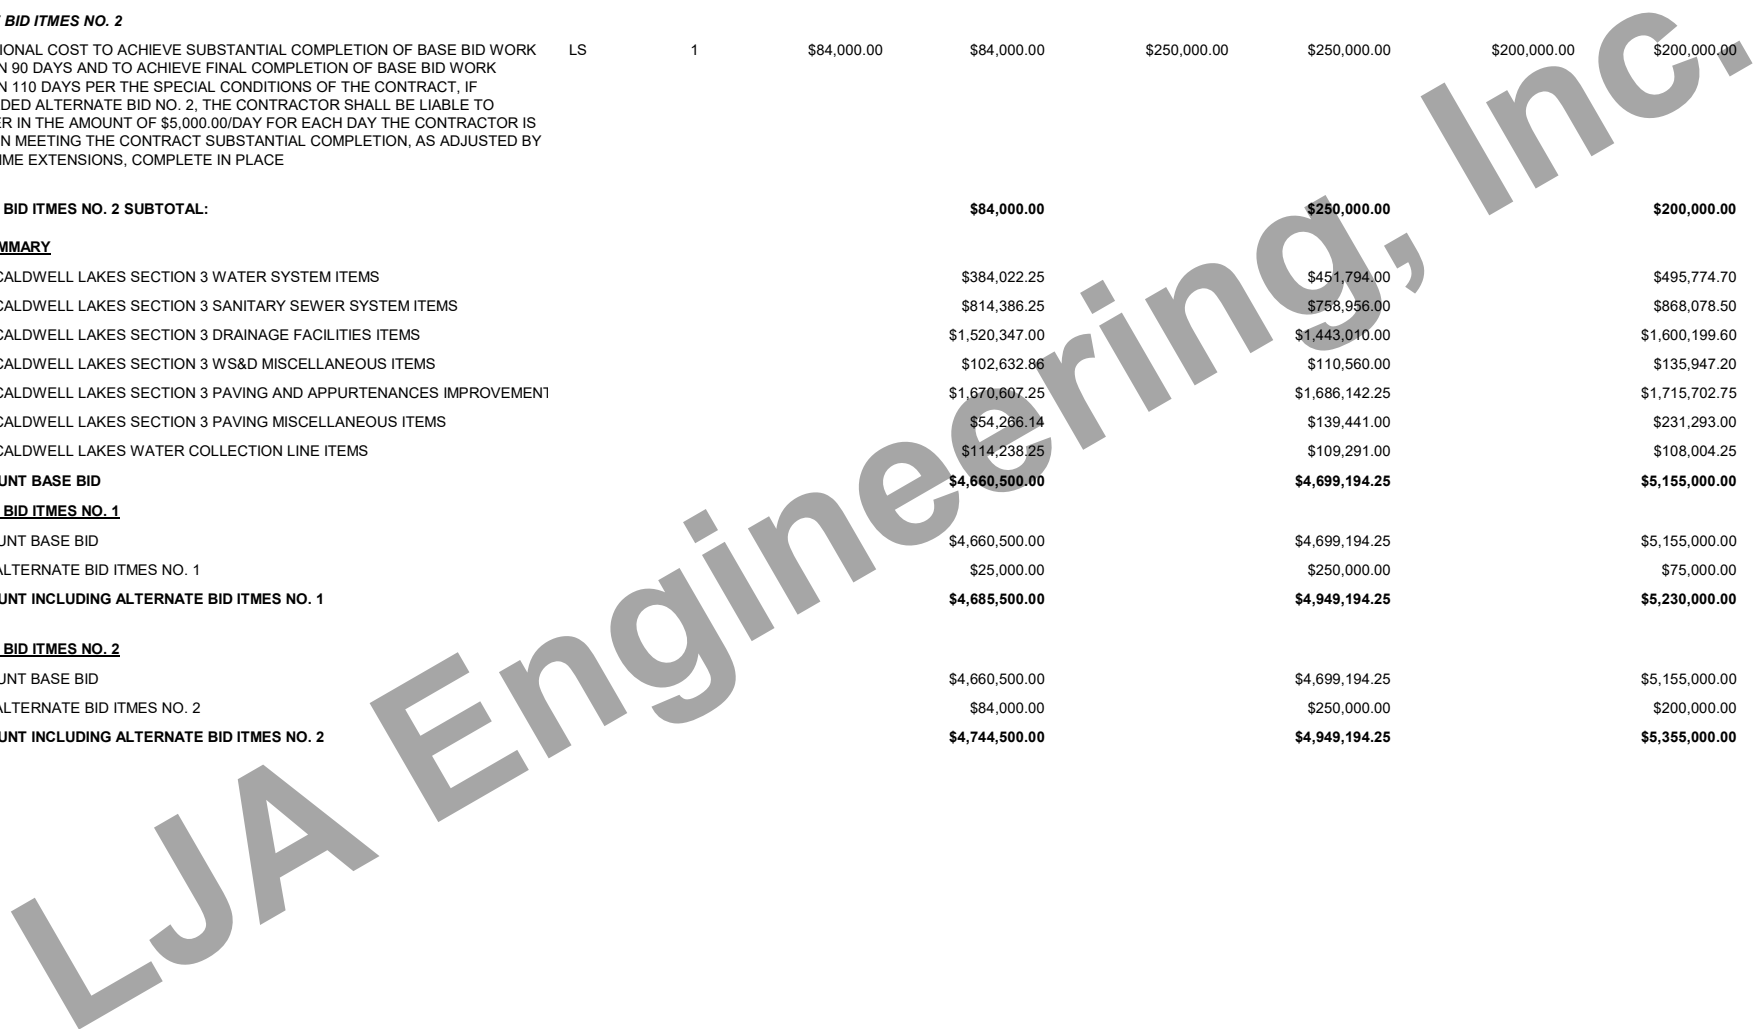 BID ITMES NO. 2
IONAL COST TO ACHIEVE SUBSTANTIAL COMPLETION OF BASE BID WORK LS 1 $84,000.00 $84,000.00 $250,000.00 $250,000.00 $200,000.00 $200,000.00
N 90 DAYS AND TO ACHIEVE FINAL COMPLETION OF BASE BID WORK
N 110 DAYS PER THE SPECIAL CONDITIONS OF THE CONTRACT, IF
DED ALTERNATE BID NO. 2, THE CONTRACTOR SHALL BE LIABLE TO
ER IN THE AMOUNT OF $5,000.00/DAY FOR EACH DAY THE CONTRACTOR IS
N MEETING THE CONTRACT SUBSTANTIAL COMPLETION, AS ADJUSTED BY
IME EXTENSIONS, COMPLETE IN PLACE
BID ITMES NO. 2 SUBTOTAL: $84,000.00 $250,000.00 $200,000.00
MMARY
CALDWELL LAKES SECTION 3 WATER SYSTEM ITEMS $384,022.25 $451,794.00 $495,774.70
CALDWELL LAKES SECTION 3 SANITARY SEWER SYSTEM ITEMS $814,386.25 $758,956.00 $868,078.50
CALDWELL LAKES SECTION 3 DRAINAGE FACILITIES ITEMS $1,520,347.00 $1,443,010.00 $1,600,199.60
CALDWELL LAKES SECTION 3 WS&D MISCELLANEOUS ITEMS $102,632.86 $110,560.00 $135,947.20
CALDWELL LAKES SECTION 3 PAVING AND APPURTENANCES IMPROVEMENT $1,670,607.25 $1,686,142.25 $1,715,702.75
CALDWELL LAKES SECTION 3 PAVING MISCELLANEOUS ITEMS $54,266.14 $139,441.00 $231,293.00
CALDWELL LAKES WATER COLLECTION LINE ITEMS $114,238.25 $109,291.00 $108,004.25
UNT BASE BID $4,660,500.00 $4,699,194.25 $5,155,000.00
BID ITMES NO. 1
UNT BASE BID $4,660,500.00 $4,699,194.25 $5,155,000.00
ALTERNATE BID ITMES NO. 1 $25,000.00 $250,000.00 $75,000.00
UNT INCLUDING ALTERNATE BID ITMES NO. 1 $4,685,500.00 $4,949,194.25 $5,230,000.00
BID ITMES NO. 2
UNT BASE BID $4,660,500.00 $4,699,194.25 $5,155,000.00
ALTERNATE BID ITMES NO. 2 $84,000.00 $250,000.00 $200,000.00
UNT INCLUDING ALTERNATE BID ITMES NO. 2 $4,744,500.00 $4,949,194.25 $5,355,000.00
LJA Engineering, Inc.